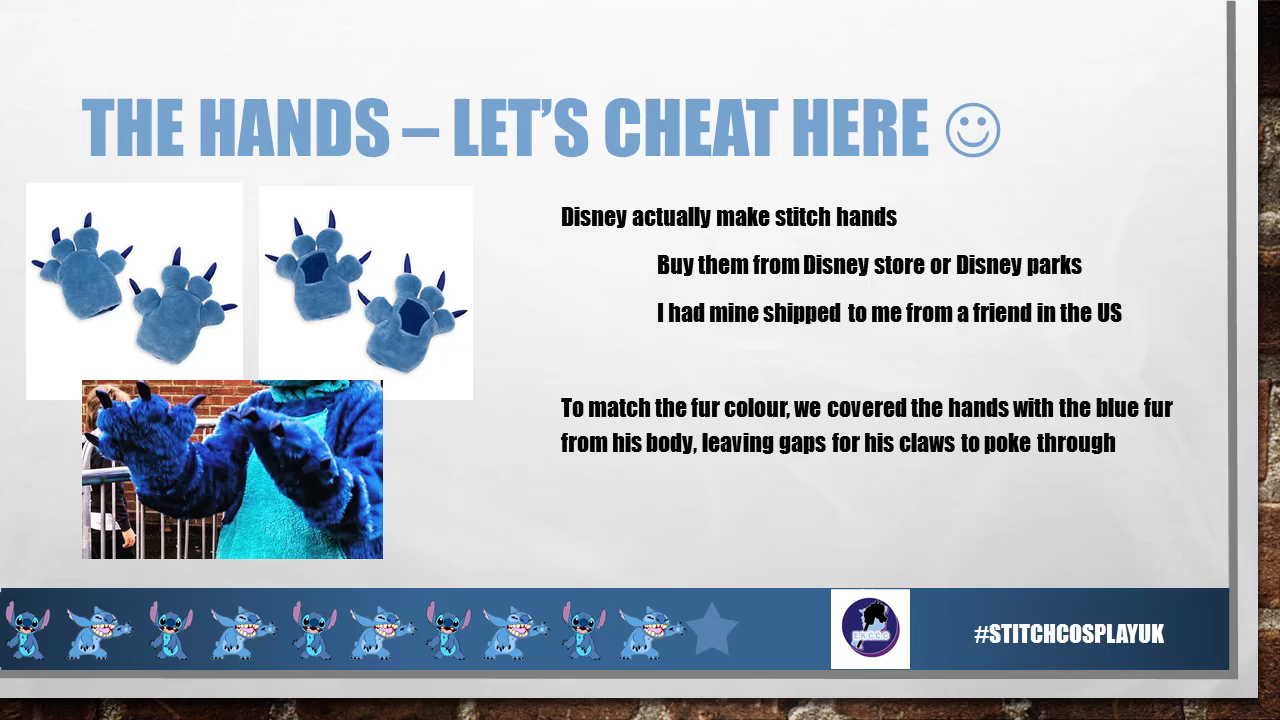 THE HANDS – LET’S CHEAT HERE ☺
Disney actually make stitch hands
Buy them from Disney store or Disney parks
I had mine shipped to me from a friend in the US
To match the fur colour, we covered the hands with the blue fur
from his body, leaving gaps for his claws to poke through
E.K.C.C.C
#STITCHCOSPLAYUK